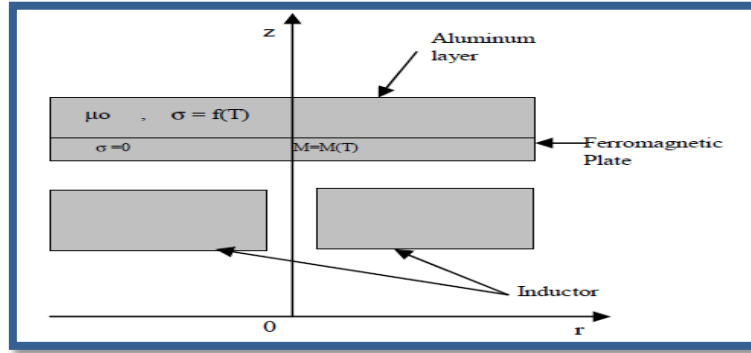 z
Aluminum
layer
μo , σ = f(T)
σ =0 M=M(T)
Ferromagnetic
Plate
Inductor
0
r